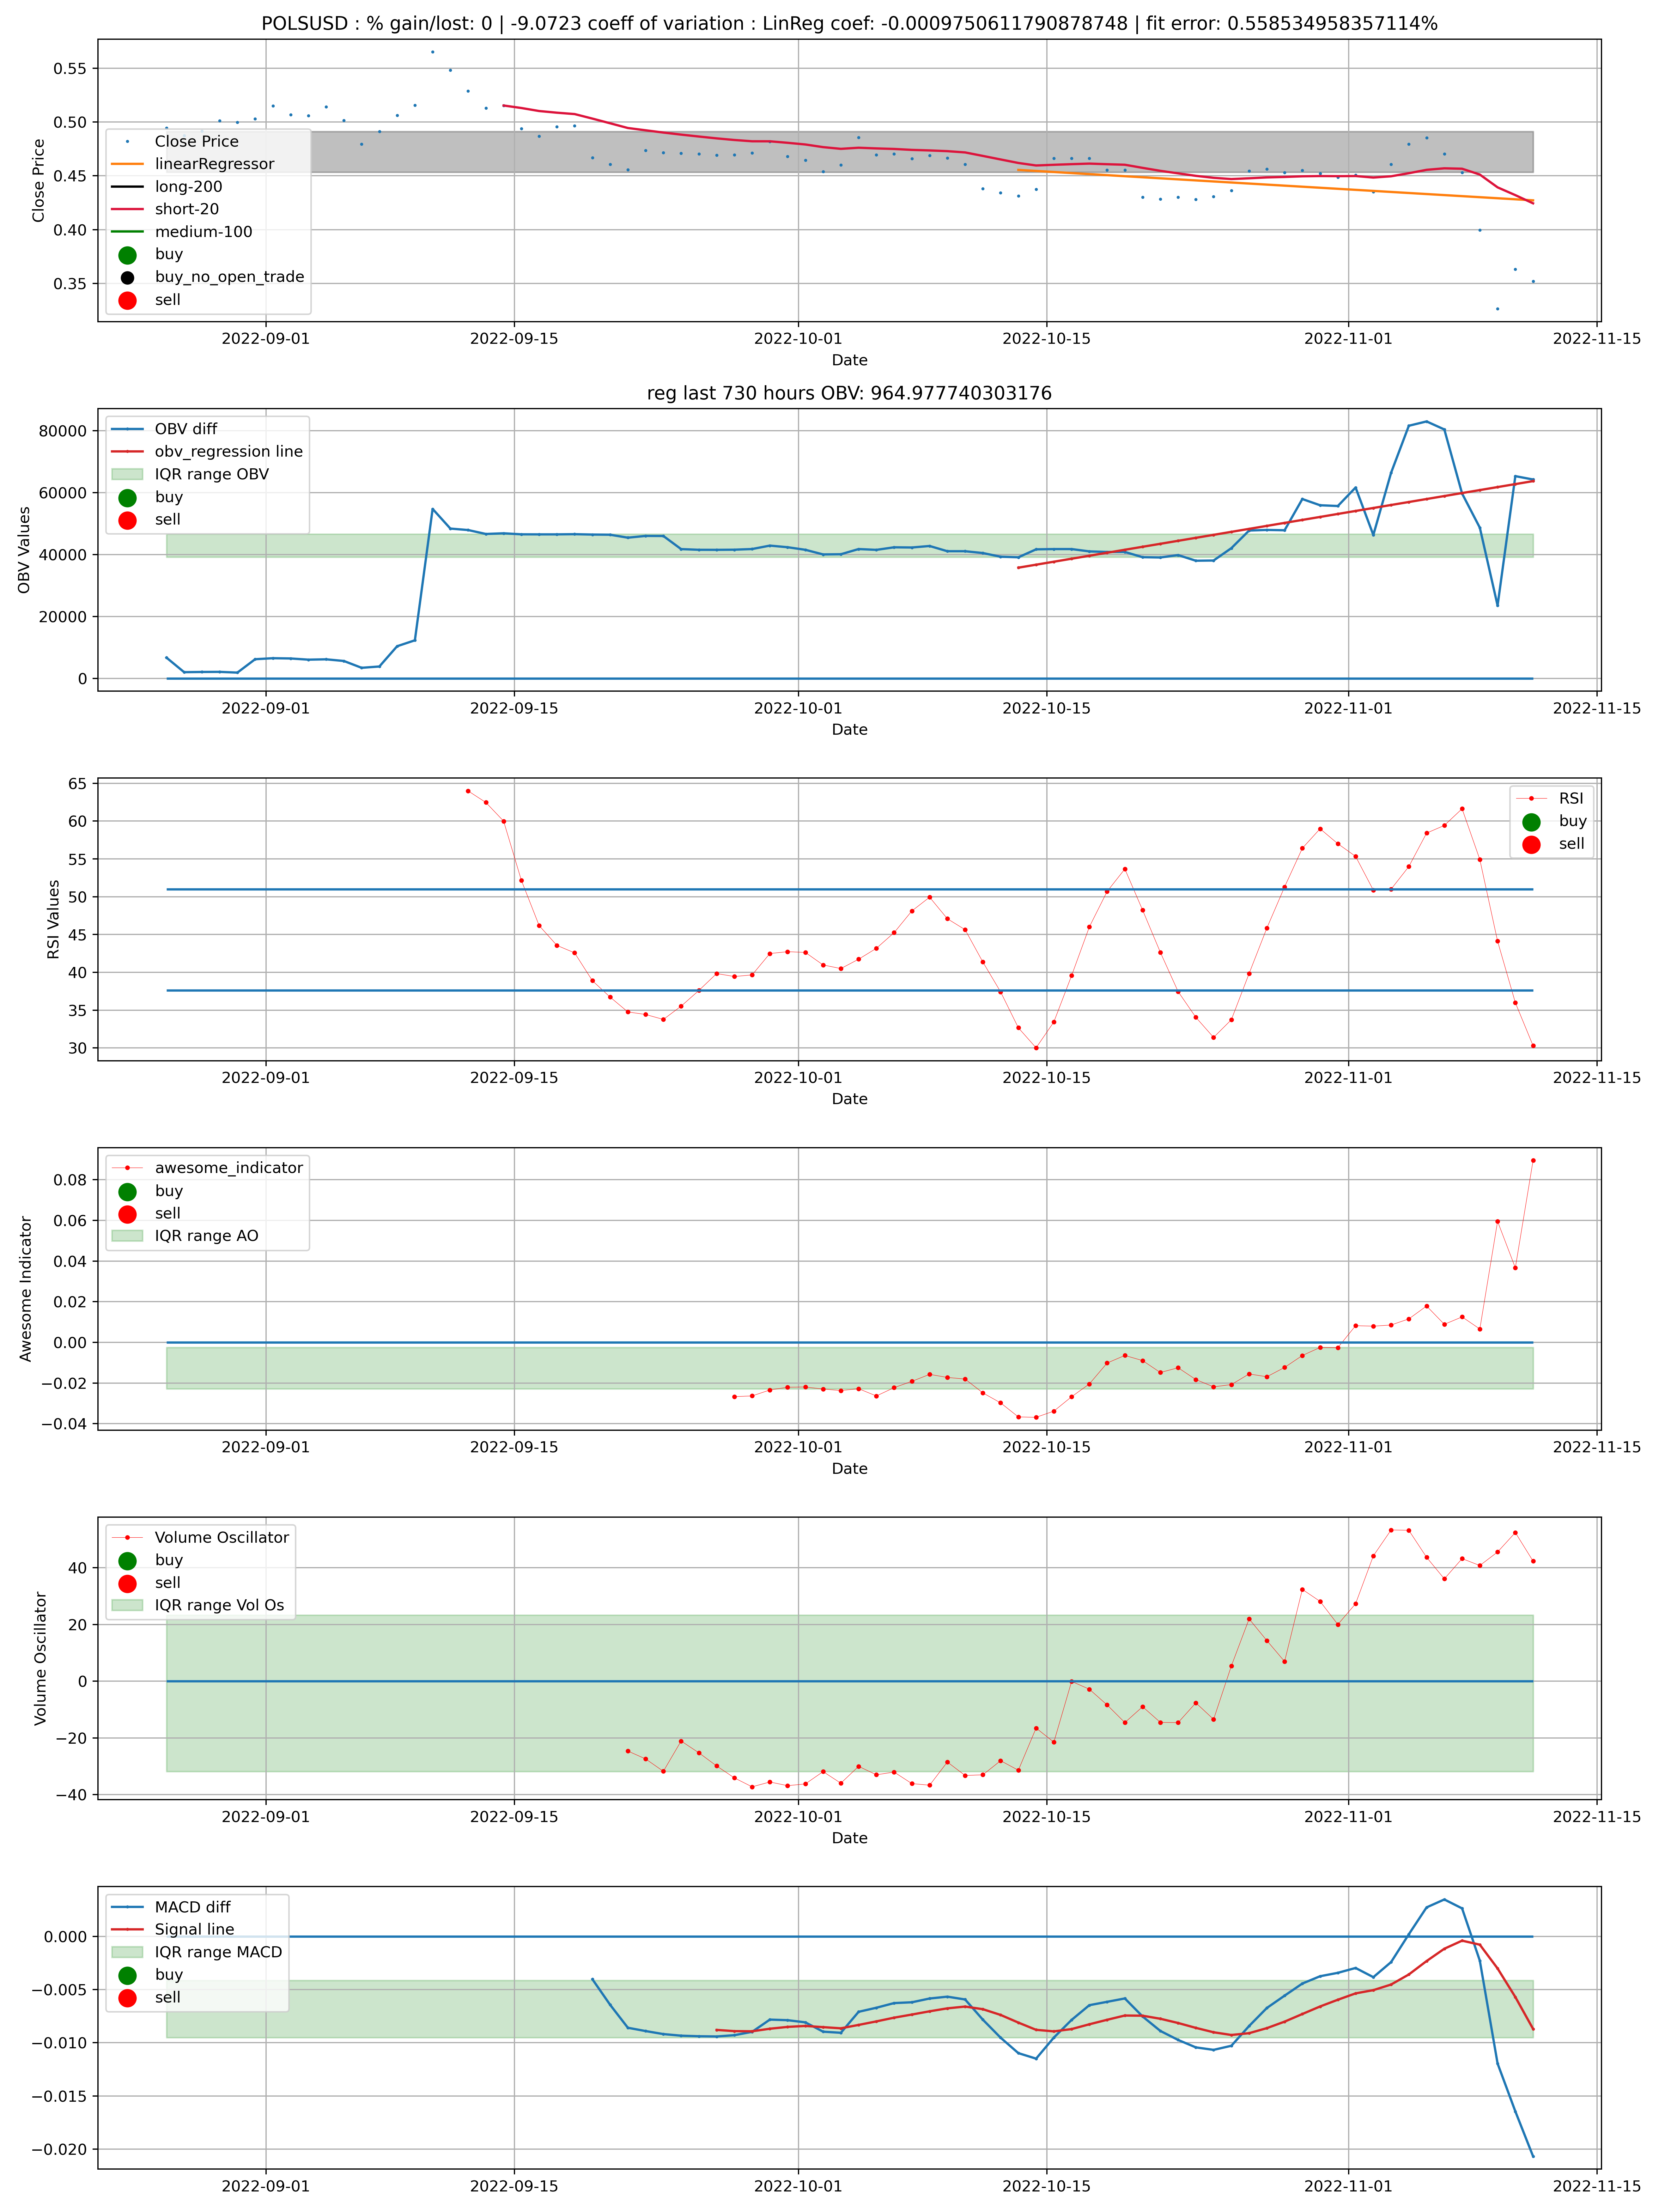 POLSUSD : % gain/lost: 0 | -9.0723 coeff of variation : LinReg coef: -0.0009750611790878748 | fit error: 0.558534958357114%
Close Price
0.55
0.50
0.45
0.40
0.35
Close Price
linearRegressor
long-200
short-20
medium-100
buy
buy_no_open_trade
sell
2022-09-01 2022-09-15 2022-10-01 2022-10-15 2022-11-01 2022-11-15
Date
reg last 730 hours OBV: 964.977740303176
OBV Values
80000
60000
40000
20000
0
OBV diff
obv_regression line
IQR range OBV
buy
sell
2022-09-01 2022-09-15 2022-10-01 2022-10-15 2022-11-01 2022-11-15
Date
RSI Values
65
60
55
50
45
40
35
30
RSI
buy
sell
2022-09-01 2022-09-15 2022-10-01 2022-10-15 2022-11-01 2022-11-15
Date
Awesome Indicator
0.08
0.06
0.04
0.02
0.00
−0.02
−0.04
awesome_indicator
buy
sell
IQR range AO
2022-09-01 2022-09-15 2022-10-01 2022-10-15 2022-11-01 2022-11-15
Date
Volume Oscillator
40
20
0
−20
−40
Volume Oscillator
buy
sell
IQR range Vol Os
2022-09-01 2022-09-15 2022-10-01 2022-10-15 2022-11-01 2022-11-15
Date
0.000
−0.005
−0.010
−0.015
−0.020
MACD diff
Signal line
IQR range MACD
buy
sell
2022-09-01 2022-09-15 2022-10-01 2022-10-15 2022-11-01 2022-11-15